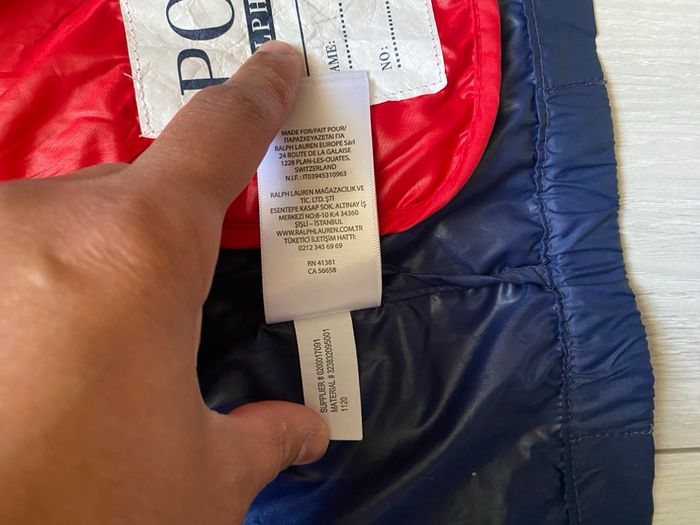 PO
ALPH
NAME:
NO:
MADE FOR/FAIT POUR/
ΠΑΡΑΣΚΕΥΑΖΕΤΑΙ ΓΙΑ
RALPH LAUREN EUROPE Sàrl
24 ROUTE DE LA GALAISE
1228 PLAN-LES-OUATES,
SWITZERLAND
N.I.F.: IT03945310963
RALPH LAUREN MAĞAZACILIK VE
TİC. LTD. ŞTİ
ESENTEPE KASAP SOK. ALTINAY İŞ
MERKEZİ NO:8-10 K:4 34360
ŞİŞLİ – İSTANBUL
WWW.RALPHLAUREN.COM.TR
TÜKETİCİ İLETİŞİM HATTI:
0212 345 69 69
RN 41381
CA 56658
SUPPLIER # 0200017091
MATERIAL # 323832095001
1120